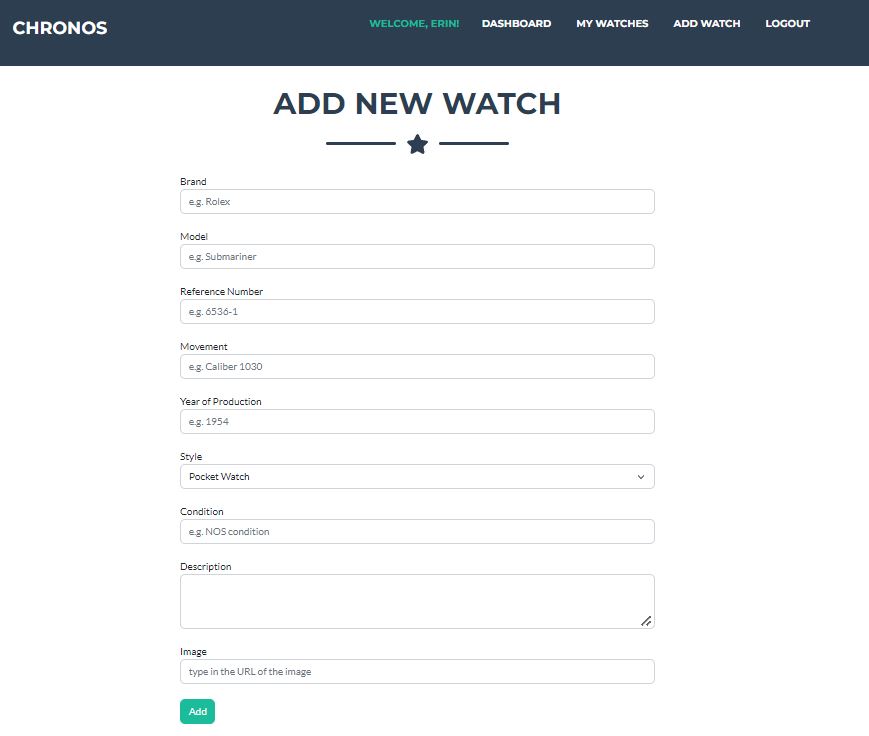 CHRONOS
WELCOME, ERIN! DASHBOARD MY WATCHES ADD WATCH LOGOUT
ADD NEW WATCH
Brand
e.g. Rolex
Model
e.g. Submariner
Reference Number
e.g. 6536-1
Movement
e.g. Caliber 1030
Year of Production
e.g. 1954
Style
Pocket Watch
Condition
e.g. NOS condition
Description
Image
type in the URL of the image
Add